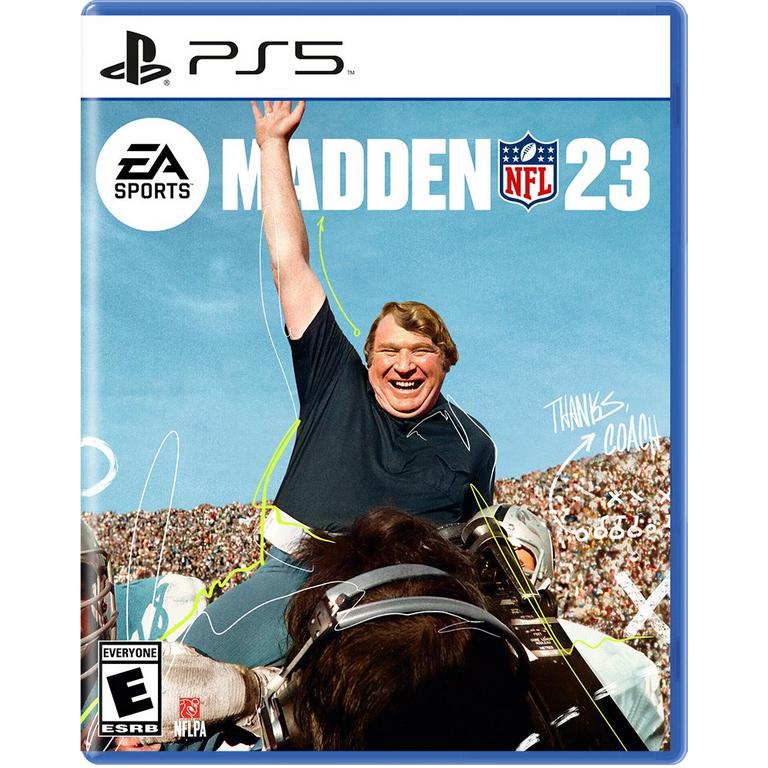 PS5
EA
SPORTS
MADDEN NFL 23
THANKS,
COACH
EVERYONE
E
ESRB
NFLPA